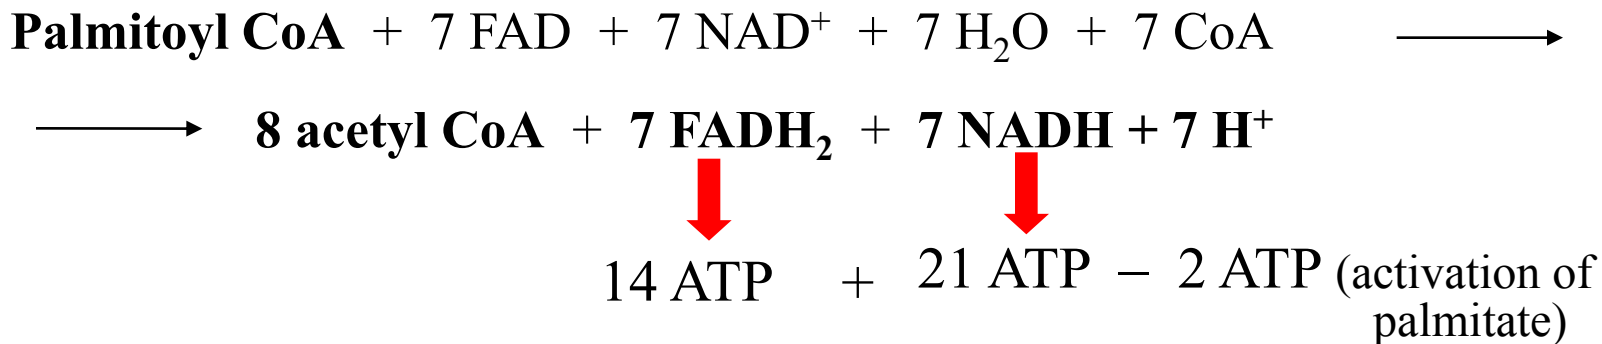 Palmitoyl CoA + 7 FAD + 7 NAD⁺ + 7 H₂O + 7 CoA
8 acetyl CoA + 7 FADH₂ + 7 NADH + 7 H⁺
14 ATP + 21 ATP – 2 ATP (activation of
palmitate)